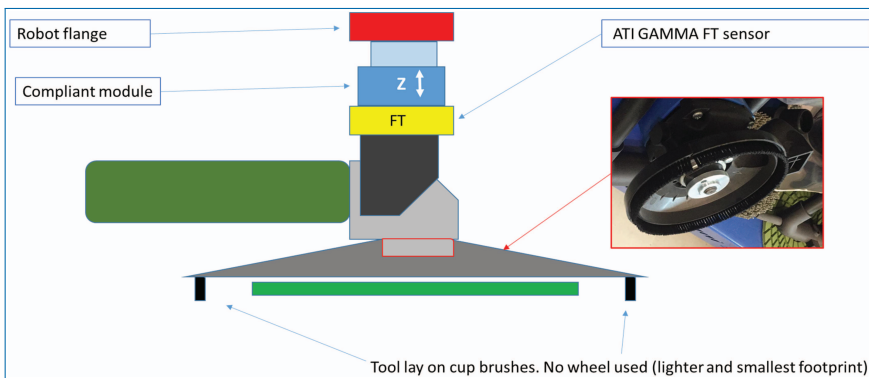 Robot flange
ATI GAMMA FT sensor
Compliant module
Z
FT
Tool lay on cup brushes. No wheel used (lighter and smallest footprint)